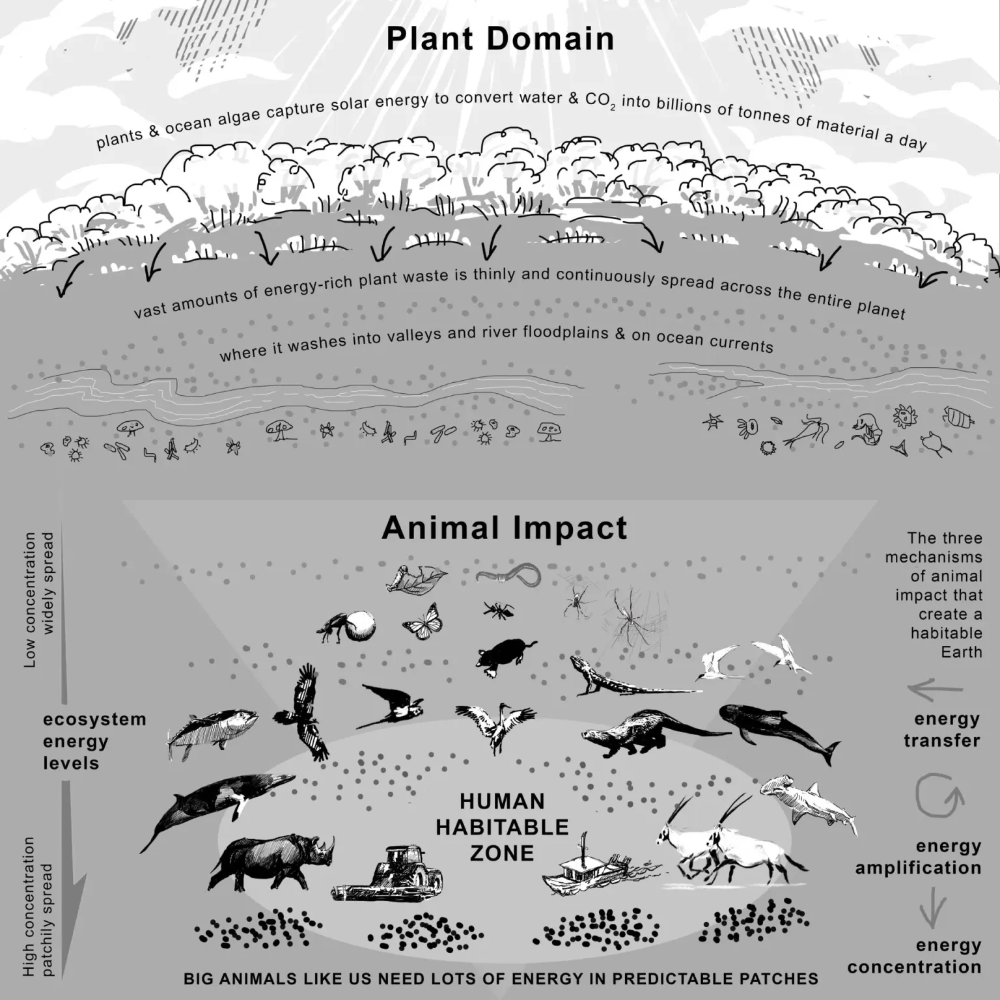 Plant Domain
plants & ocean algae capture solar energy to convert water & CO₂ into billions of tonnes of material a day
vast amounts of energy-rich plant waste is thinly and continuously spread across the entire planet
where it washes into valleys and river floodplains & on ocean currents
Animal Impact
Low concentration
widely spread
The three
mechanisms
of animal
impact that
create a
habitable
Earth
ecosystem
energy
levels
energy
transfer
HUMAN
HABITABLE
ZONE
High concentration
patchily spread
energy
amplification
energy
concentration
BIG ANIMALS LIKE US NEED LOTS OF ENERGY IN PREDICTABLE PATCHES